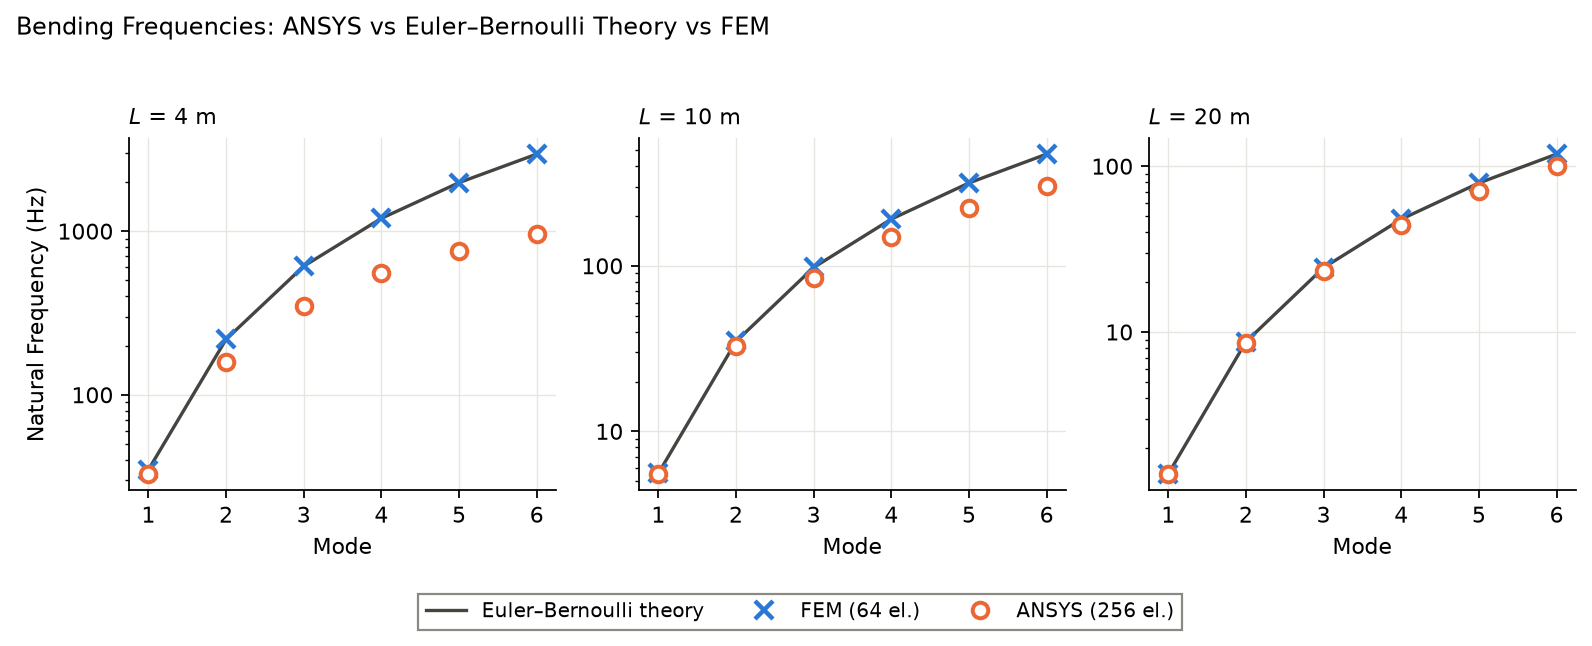 Bending Frequencies: ANSYS vs Euler–Bernoulli Theory vs FEM
L = 4 m
Natural Frequency (Hz)
1000
100
1 2 3 4 5 6
Mode
L = 10 m
100
10
1 2 3 4 5 6
Mode
L = 20 m
100
10
1 2 3 4 5 6
Mode
Euler–Bernoulli theory FEM (64 el.) ANSYS (256 el.)